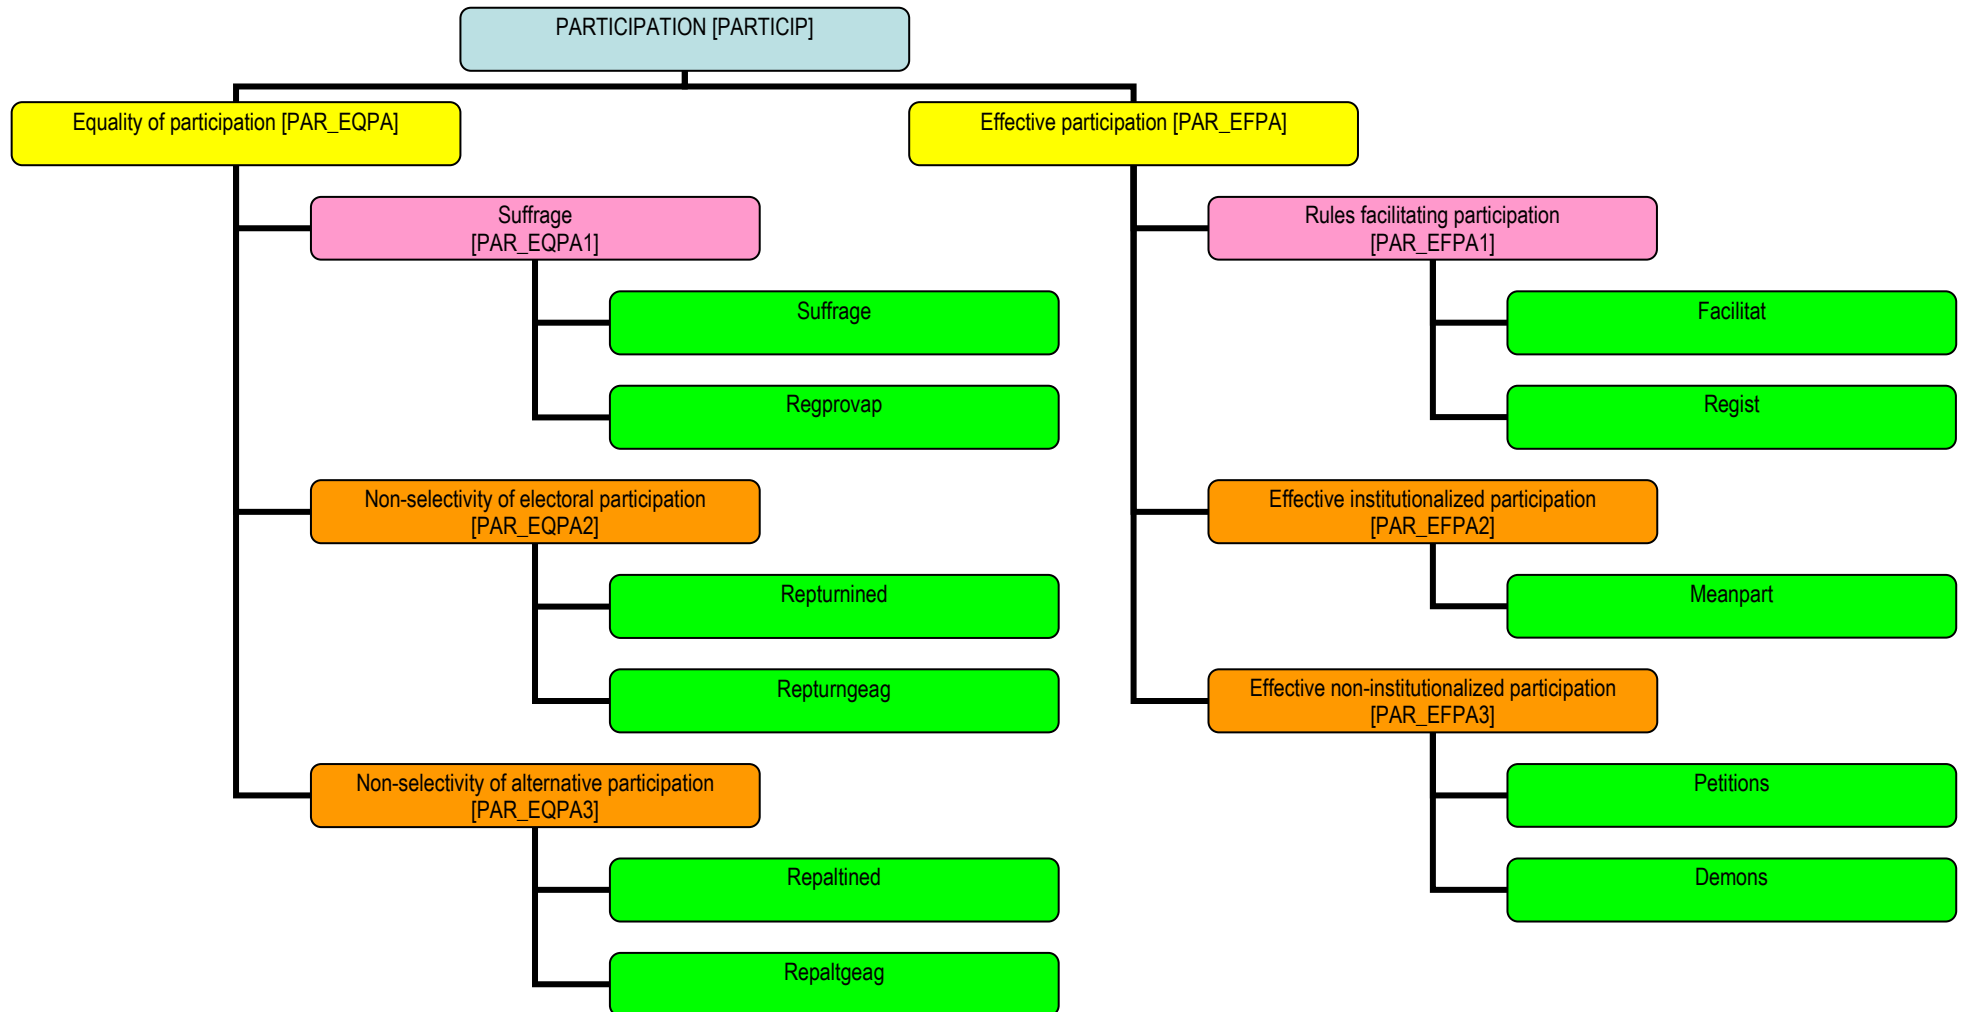 PARTICIPATION [PARTICIP]
Equality of participation [PAR_EQPA]
Effective participation [PAR_EFPA]
Suffrage
[PAR_EQPA1]
Rules facilitating participation
[PAR_EFPA1]
Suffrage
Facilitat
Regprovap
Regist
Non-selectivity of electoral participation
[PAR_EQPA2]
Effective institutionalized participation
[PAR_EFPA2]
Repturnined
Meanpart
Repturngeag
Effective non-institutionalized participation
[PAR_EFPA3]
Non-selectivity of alternative participation
[PAR_EQPA3]
Petitions
Repaltined
Demons
Repaltgeag